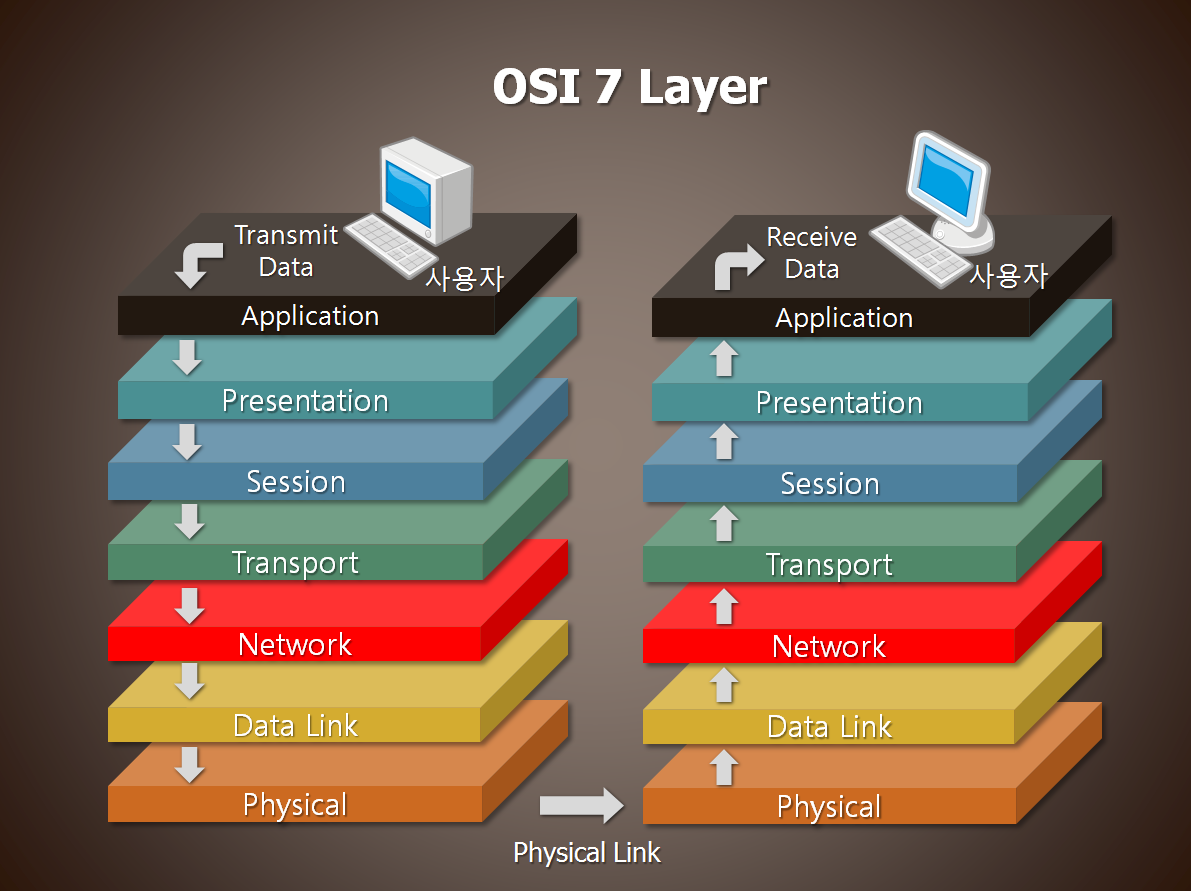 OSI 7 Layer
Transmit
Data
사용자
Application
Presentation
Session
Transport
Network
Data Link
Physical
Receive
Data
사용자
Application
Presentation
Session
Transport
Network
Data Link
Physical
Physical Link